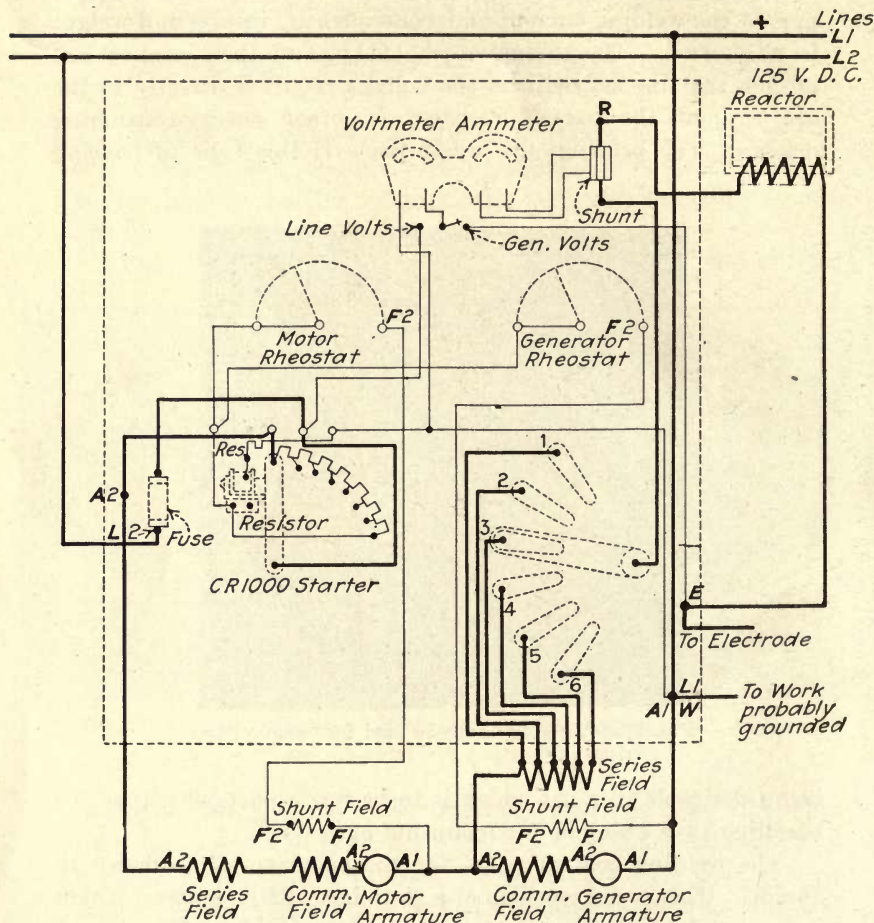 + Lines
L1
L2
125 V. D. C.
Reactor
Voltmeter Ammeter
R
Shunt
Line Volts
Gen. Volts
F2
Motor
Rheostat
F2
Generator
Rheostat
Res.
1
2
3
4
5
6
A2
L2
Fuse
Resistor
CR1000 Starter
E
To Electrode
L1
A1 W
To Work
probably
grounded
Series
Field
Shunt Field
F2 F1
Shunt Field
F2 F1
A2
Series
Field
Comm.
Field
A2
A1
Motor
Armature
A2
Comm.
Field
A2
A1
Generator
Armature